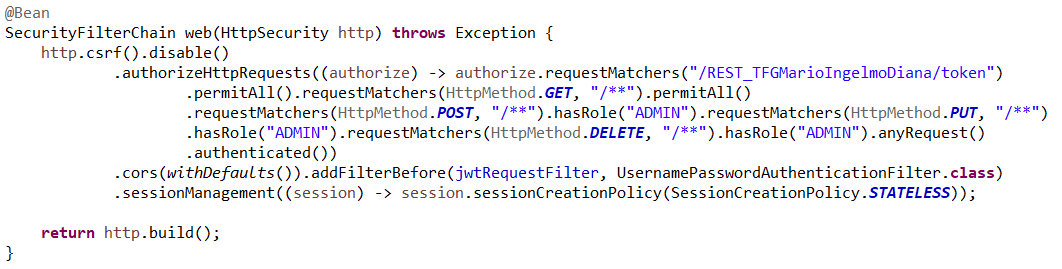 @Bean
SecurityFilterChain web(HttpSecurity http) throws Exception {
    http.csrf().disable()
            .authorizeHttpRequests((authorize) -> authorize.requestMatchers("/REST_TFGMarioIngelmoDiana/token")
                    .permitAll().requestMatchers(HttpMethod.GET, "/**").permitAll()
                    .requestMatchers(HttpMethod.POST, "/**").hasRole("ADMIN").requestMatchers(HttpMethod.PUT, "/**")
                    .hasRole("ADMIN").requestMatchers(HttpMethod.DELETE, "/**").hasRole("ADMIN").anyRequest()
                    .authenticated())
            .cors(withDefaults()).addFilterBefore(jwtRequestFilter, UsernamePasswordAuthenticationFilter.class)
            .sessionManagement((session) -> session.sessionCreationPolicy(SessionCreationPolicy.STATELESS));

    return http.build();
}